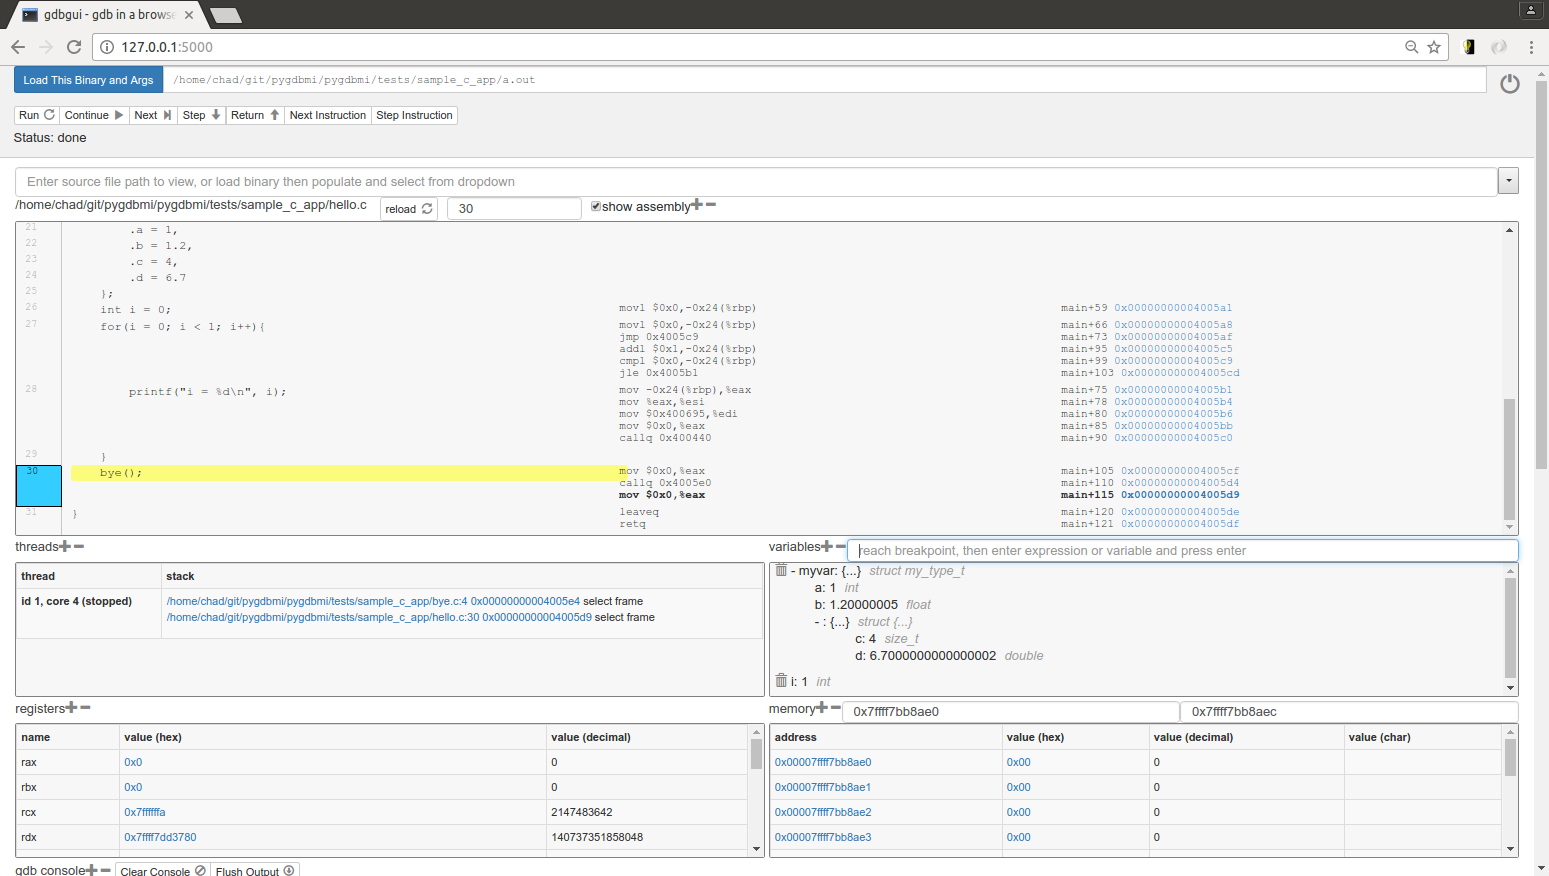 gdbgui - gdb in a browse
127.0.0.1:5000
Load This Binary and Args /home/chad/git/pygdbmi/pygdbmi/tests/sample_c_app/a.out
Run Continue Next Step Return Next Instruction Step Instruction
Status: done
Enter source file path to view, or load binary then populate and select from dropdown
/home/chad/git/pygdbmi/pygdbmi/tests/sample_c_app/hello.c reload 30 show assembly
21 .a = 1,
22 .b = 1.2,
23 .c = 4,
24 .d = 6.7
25 };
26 int i = 0; movl $0x0,-0x24(%rbp) main+59 0x00000000004005a1
27 for(i = 0; i < 1; i++){ movl $0x0,-0x24(%rbp) main+66 0x00000000004005a8
jmp 0x4005c9 main+73 0x00000000004005af
addl $0x1,-0x24(%rbp) main+95 0x00000000004005c5
cmpl $0x0,-0x24(%rbp) main+99 0x00000000004005c9
jle 0x4005b1 main+103 0x00000000004005cd
28 printf("i = %d\n", i); mov -0x24(%rbp),%eax main+75 0x00000000004005b1
mov %eax,%esi main+78 0x00000000004005b4
mov $0x400695,%edi main+80 0x00000000004005b6
mov $0x0,%eax main+85 0x00000000004005bb
callq 0x400440 main+90 0x00000000004005c0
29 }
30 bye(); mov $0x0,%eax main+105 0x00000000004005cf
callq 0x4005e0 main+110 0x00000000004005d4
mov $0x0,%eax main+115 0x00000000004005d9
31 } leaveq main+120 0x00000000004005de
retq main+121 0x00000000004005df
threads
thread stack
id 1, core 4 (stopped) /home/chad/git/pygdbmi/pygdbmi/tests/sample_c_app/bye.c:4 0x00000000004005e4 select frame
/home/chad/git/pygdbmi/pygdbmi/tests/sample_c_app/hello.c:30 0x00000000004005d9 select frame
variables reach breakpoint, then enter expression or variable and press enter
- myvar: {...} struct my_type_t
a: 1 int
b: 1.20000005 float
- : {...} struct {...}
c: 4 size_t
d: 6.7000000000000002 double
i: 1 int
registers
name value (hex) value (decimal)
rax 0x0 0
rbx 0x0 0
rcx 0x7ffffffa 2147483642
rdx 0x7ffff7dd3780 140737351858048
memory 0x7ffff7bb8ae0 0x7ffff7bb8aec
address value (hex) value (decimal) value (char)
0x00007ffff7bb8ae0 0x00 0
0x00007ffff7bb8ae1 0x00 0
0x00007ffff7bb8ae2 0x00 0
0x00007ffff7bb8ae3 0x00 0
gdb console Clear Console Flush Output